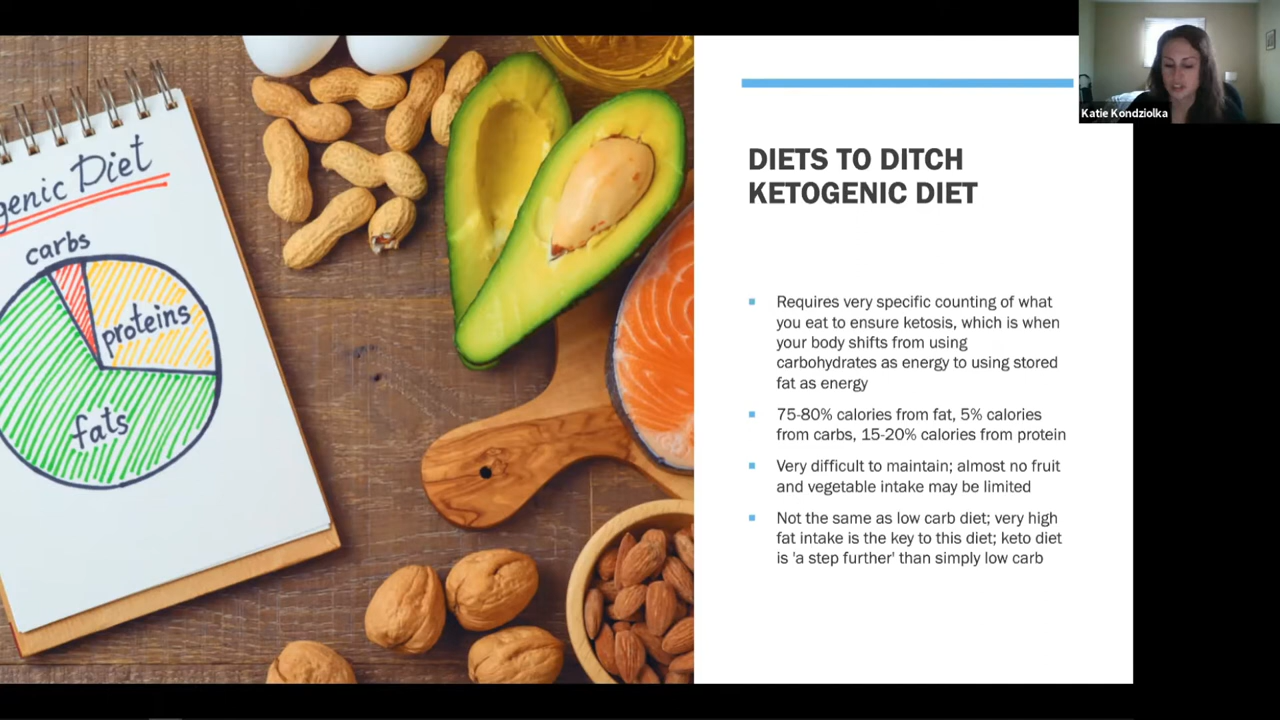 genic Diet
carbs
proteins
fats
Katie Kondziolka
DIETS TO DITCH
KETOGENIC DIET
Requires very specific counting of what
you eat to ensure ketosis, which is when
your body shifts from using
carbohydrates as energy to using stored
fat as energy
75-80% calories from fat, 5% calories
from carbs, 15-20% calories from protein
Very difficult to maintain; almost no fruit
and vegetable intake may be limited
Not the same as low carb diet; very high
fat intake is the key to this diet; keto diet
is 'a step further' than simply low carb